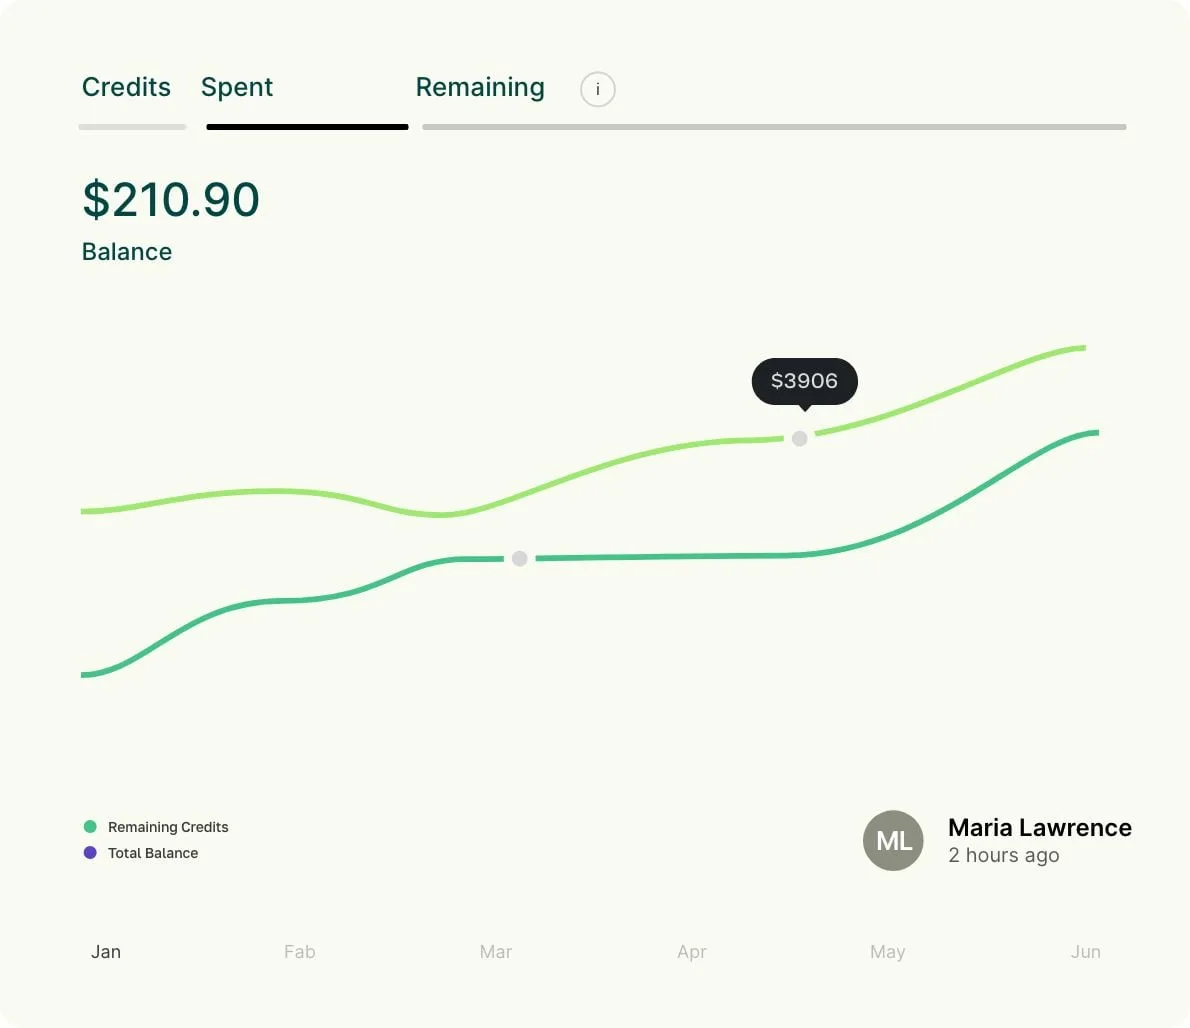 Credits Spent Remaining i
$210.90
Balance
$3906
Remaining Credits
Total Balance
ML
Maria Lawrence
2 hours ago
Jan Fab Mar Apr May Jun